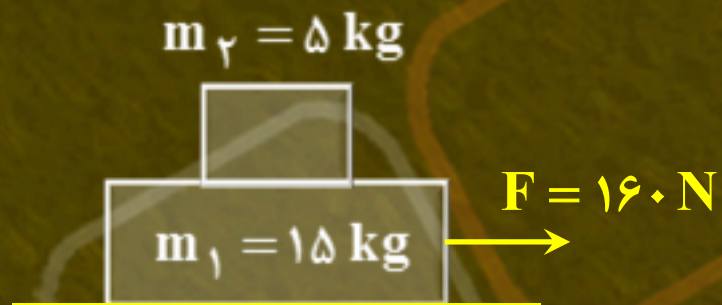 m۲ = ۵ kg
F = ۱۶۰ N
m۱ = ۱۵ kg